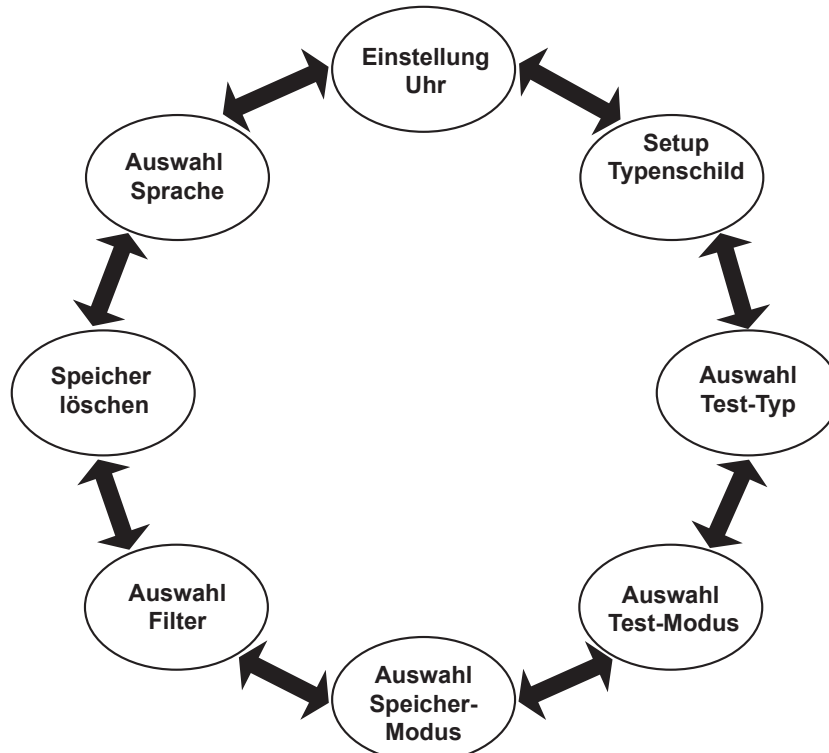 Einstellung
Uhr
Setup
Typenschild
Auswahl
Test-Typ
Auswahl
Test-Modus
Auswahl
Speicher-
Modus
Auswahl
Filter
Speicher
löschen
Auswahl
Sprache